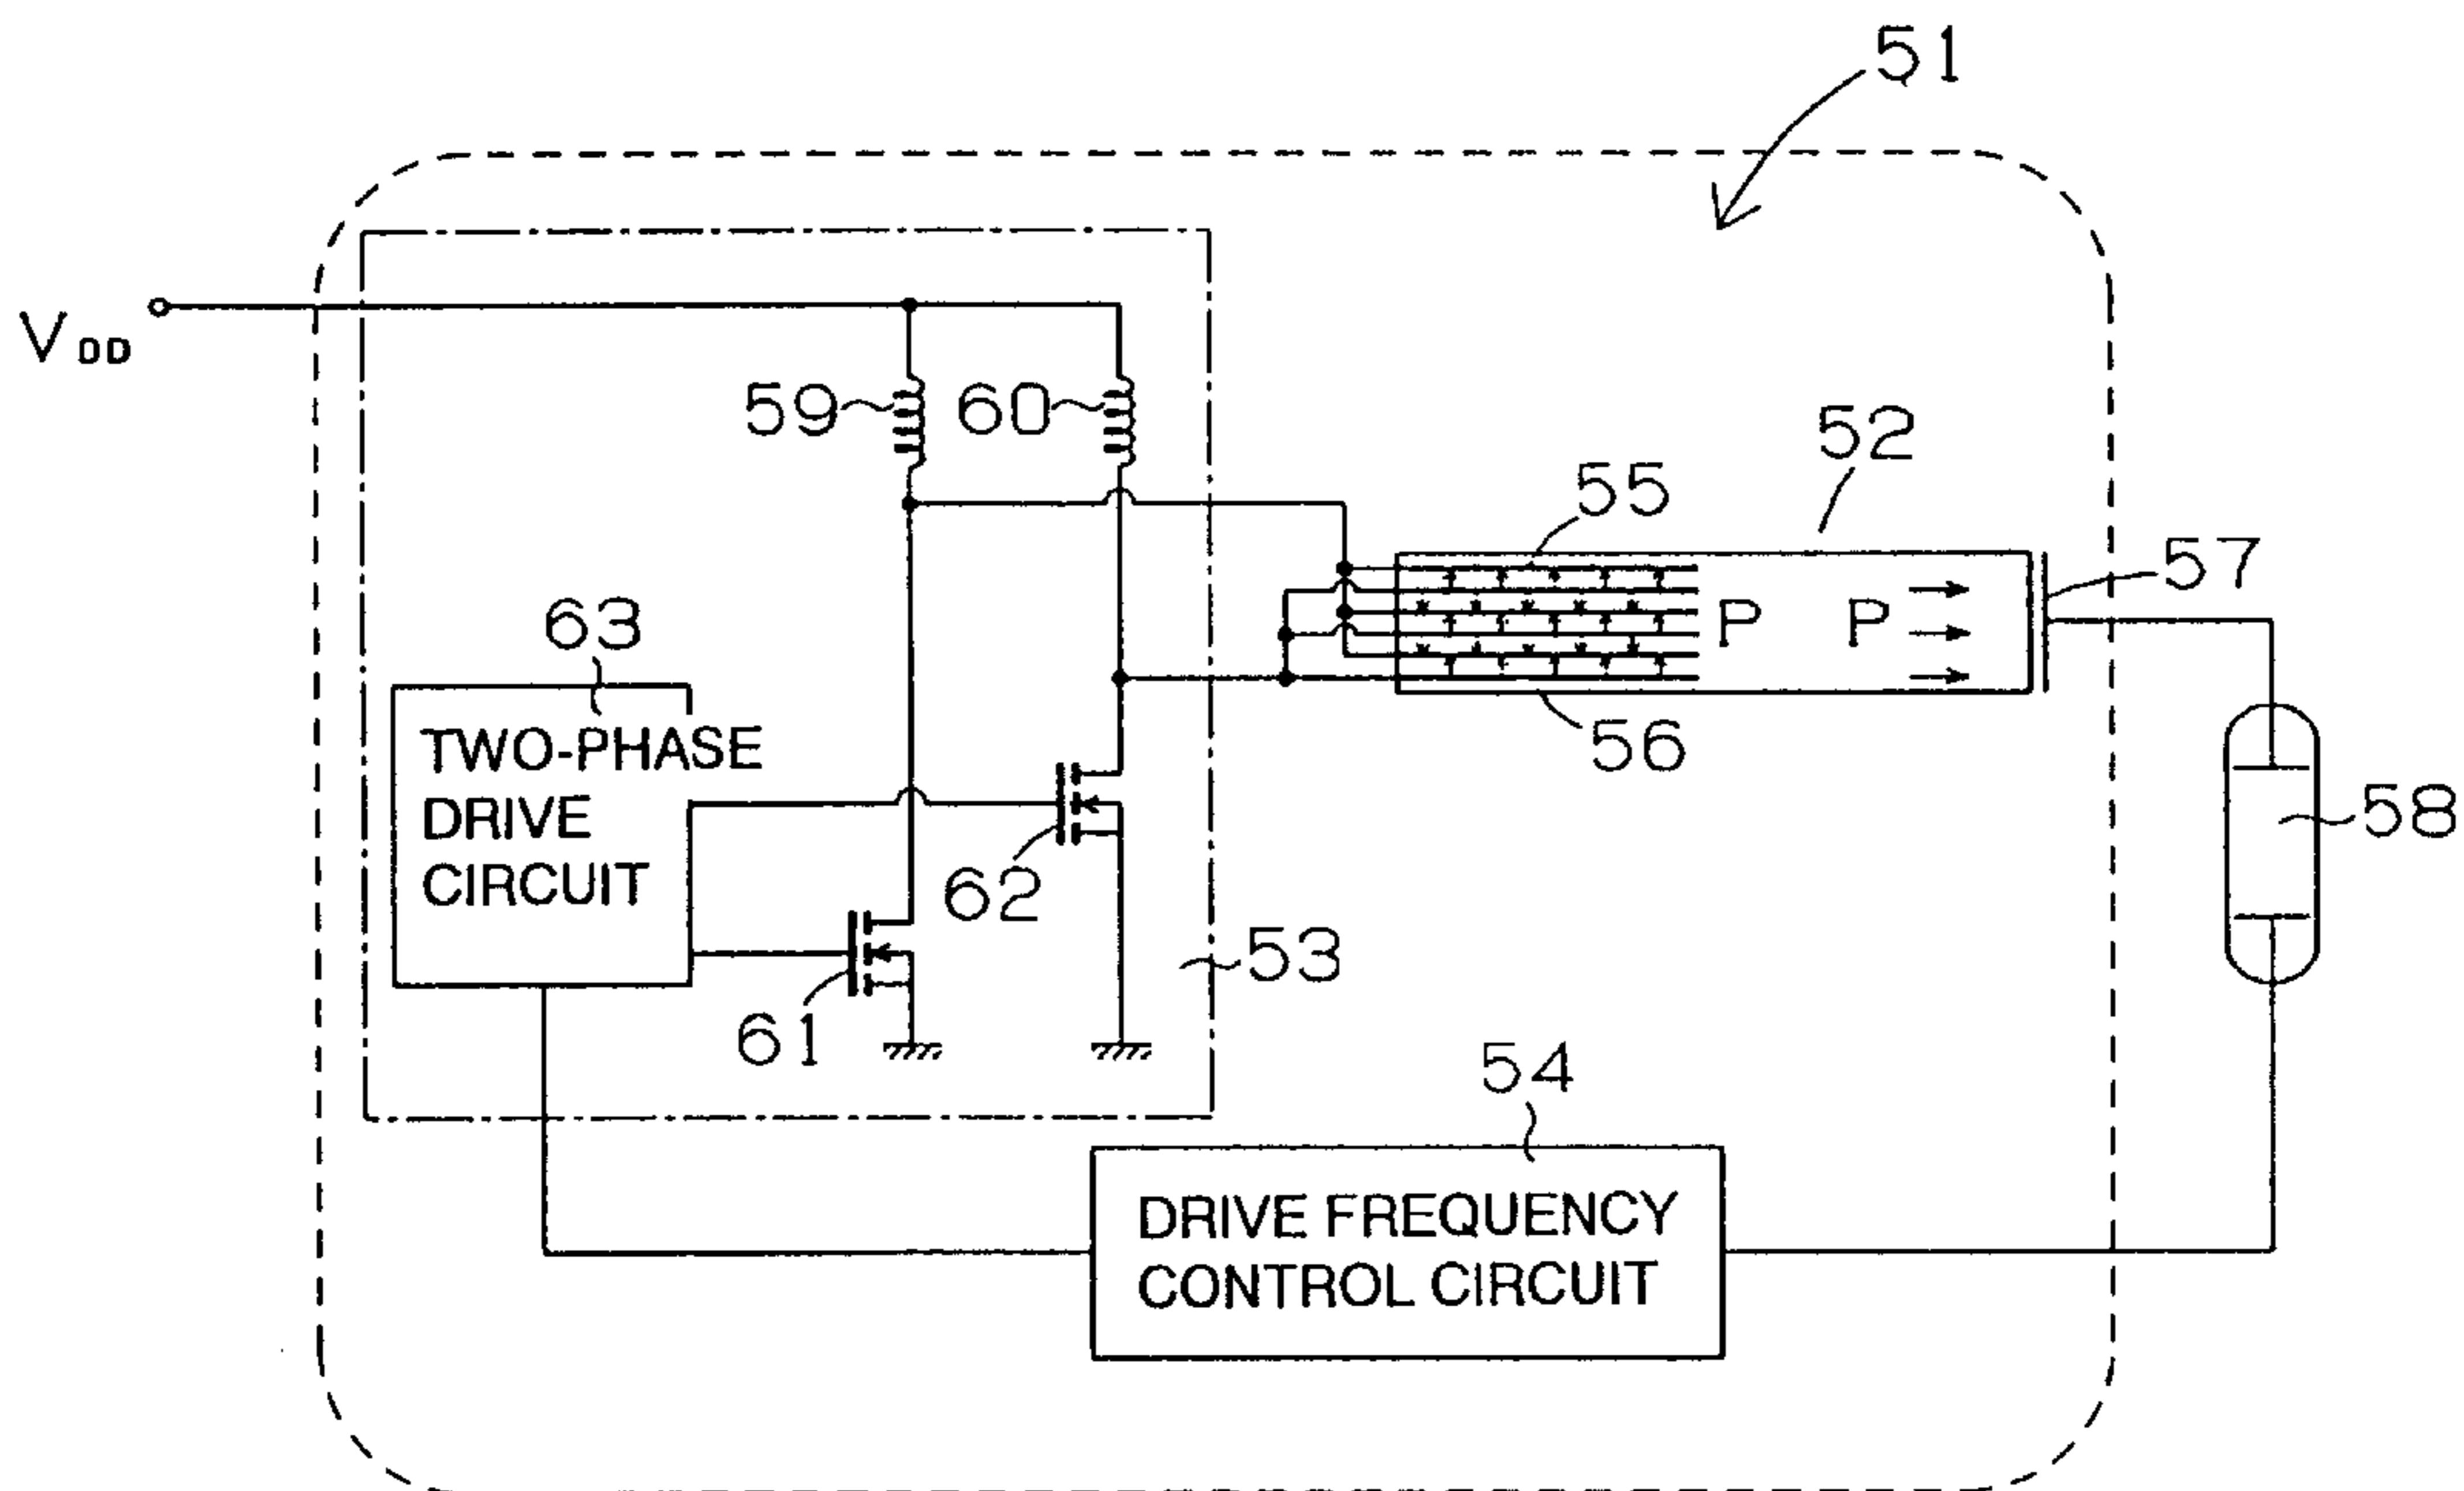 51
V DD
59
60
52
55
57
63
P P
TWO-PHASE
DRIVE
CIRCUIT
56
58
62
53
61
54
DRIVE FREQUENCY
CONTROL CIRCUIT